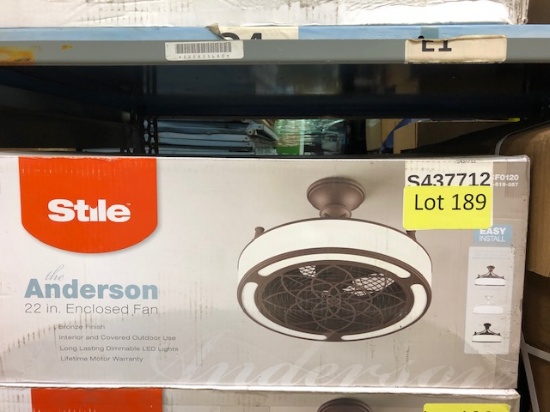 E1
S437712
Lot 189
Stile
EASY
INSTALL
the
Anderson
22 in. Enclosed Fan
Bronze Finish
Interior and Covered Outdoor Use
Long Lasting Dimmable LED Lights
Lifetime Motor Warranty
Anderson